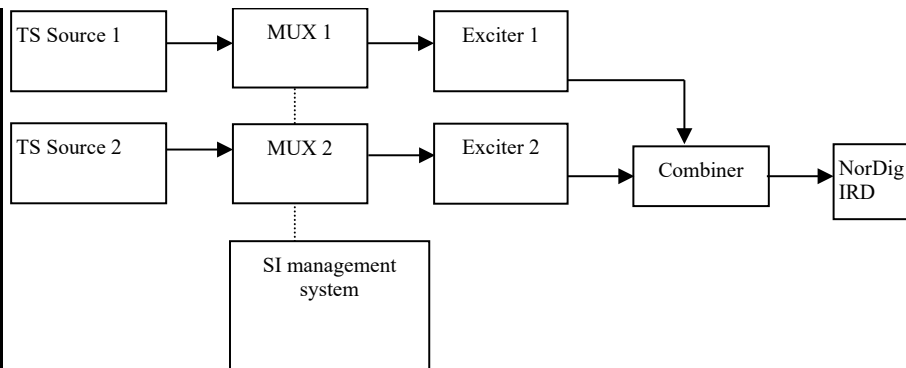 TS Source 1
MUX 1
Exciter 1
TS Source 2
MUX 2
Exciter 2
Combiner
NorDig
IRD
SI management
system